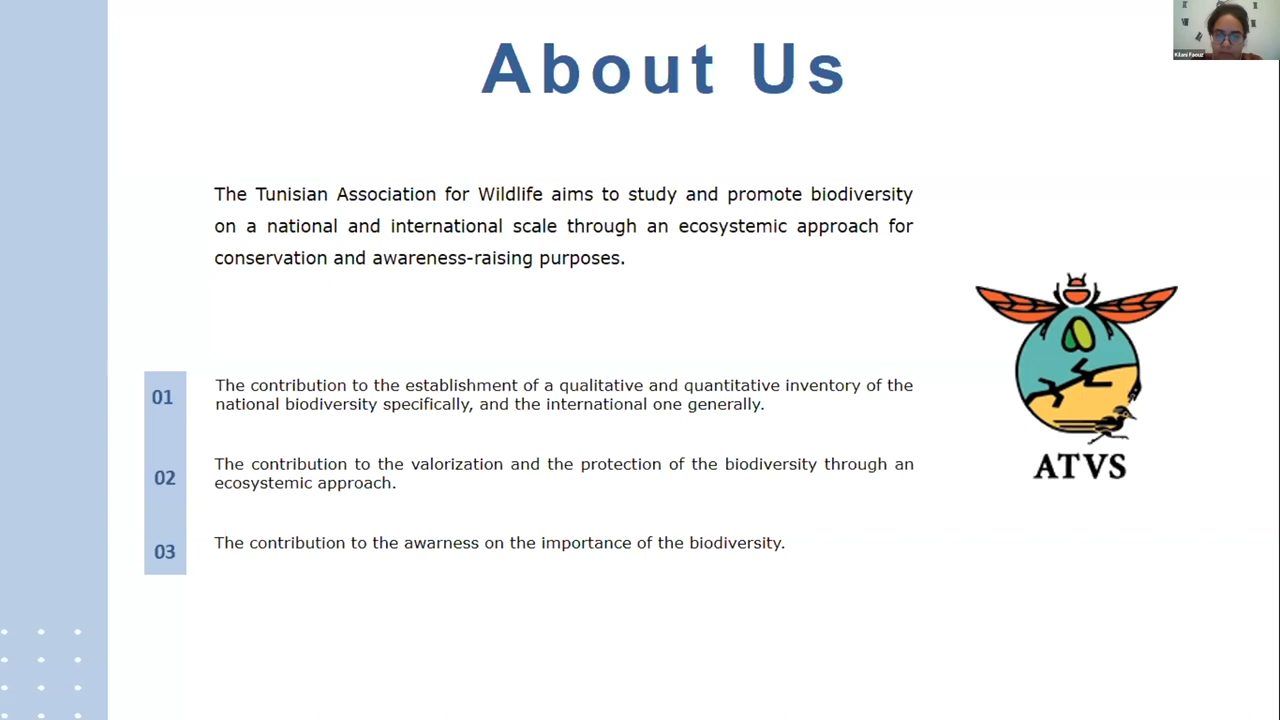 About Us
Kilani Faouz
The Tunisian Association for Wildlife aims to study and promote biodiversity
on a national and international scale through an ecosystemic approach for
conservation and awareness-raising purposes.
01
The contribution to the establishment of a qualitative and quantitative inventory of the
national biodiversity specifically, and the international one generally.
02
The contribution to the valorization and the protection of the biodiversity through an
ecosystemic approach.
03
The contribution to the awarness on the importance of the biodiversity.
ATVS